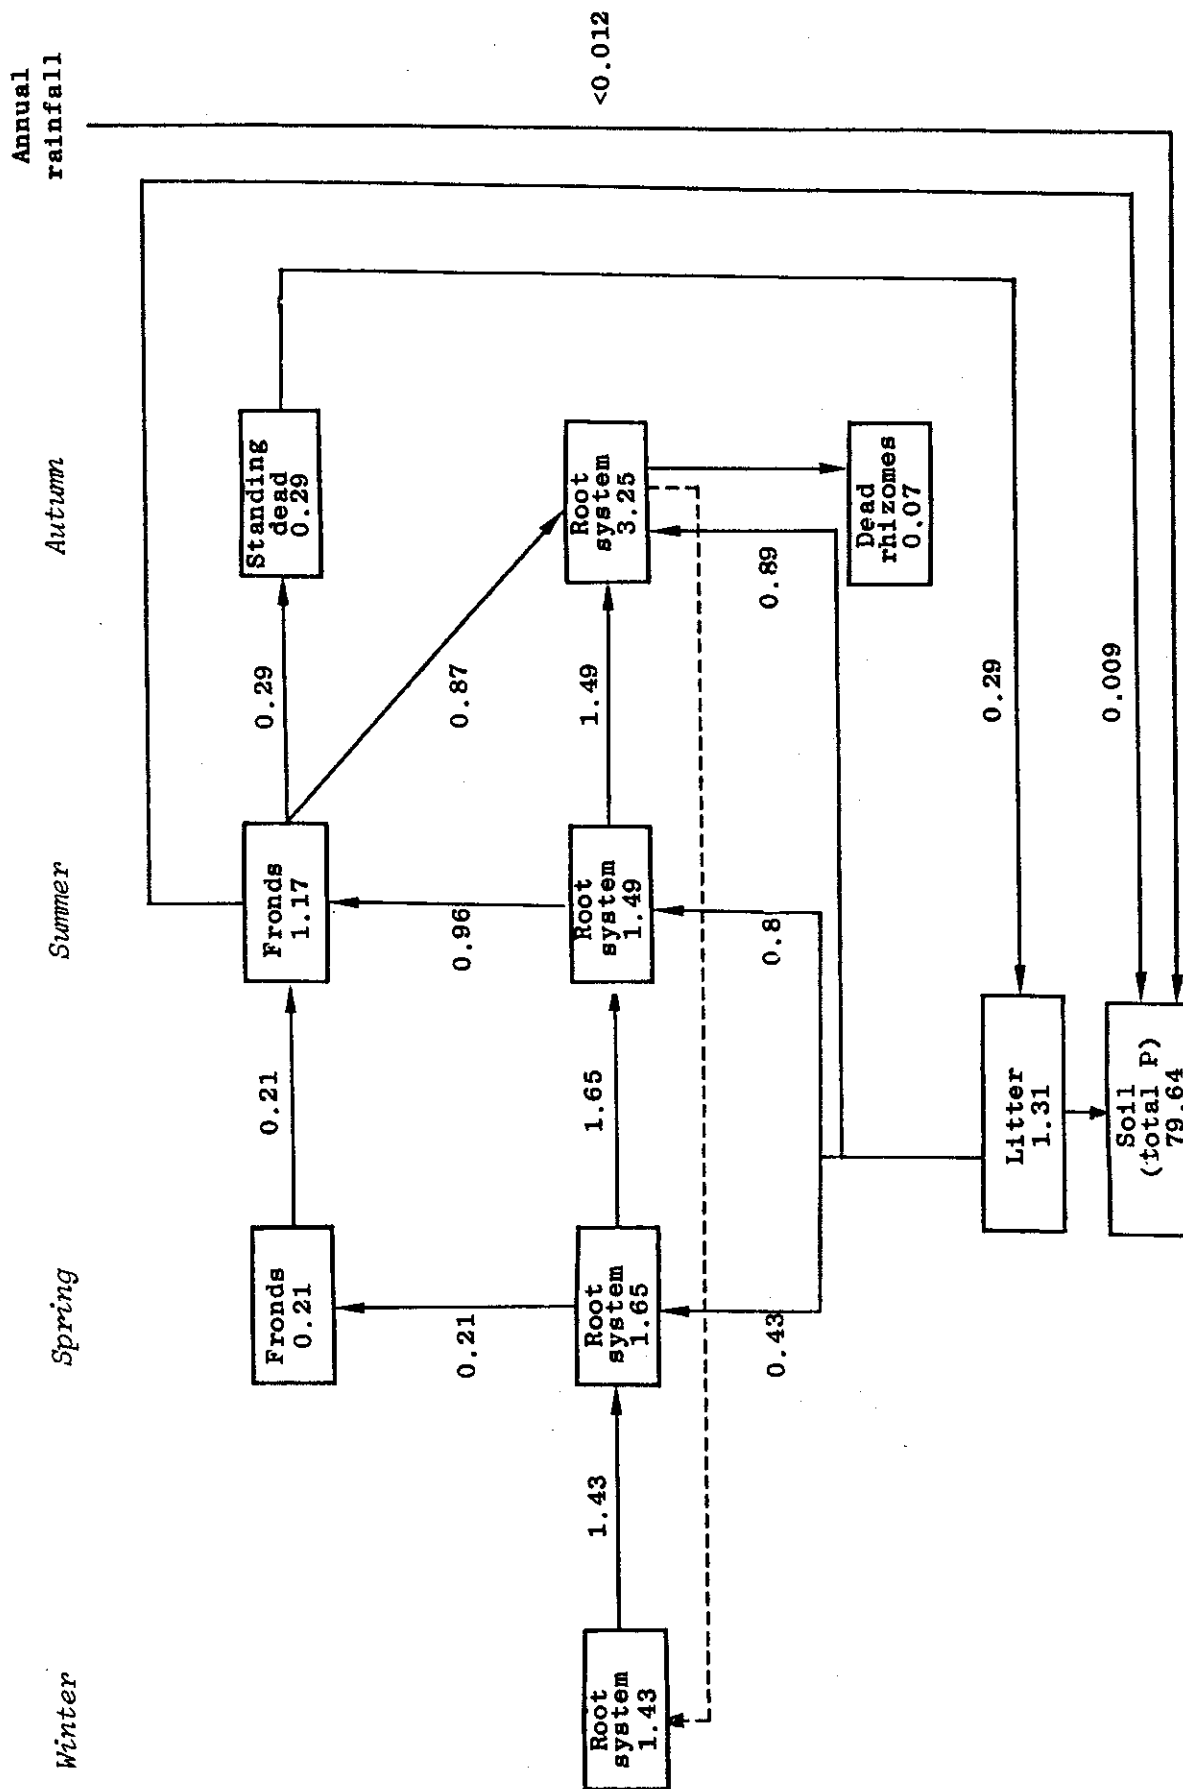 Winter
Spring
Summer
Autumn
Annual
rainfall
Fronds
0.21
0.21
Fronds
1.17
0.29
Standing
dead
0.29
0.21
0.96
0.87
<0.012
Root
system
1.43
1.43
Root
system
1.65
1.65
Root
system
1.49
1.49
Root
system
3.25
0.43
0.8
0.89
Dead
rhizomes
0.07
Litter
1.31
0.29
Soil
(total P)
79.64
0.009